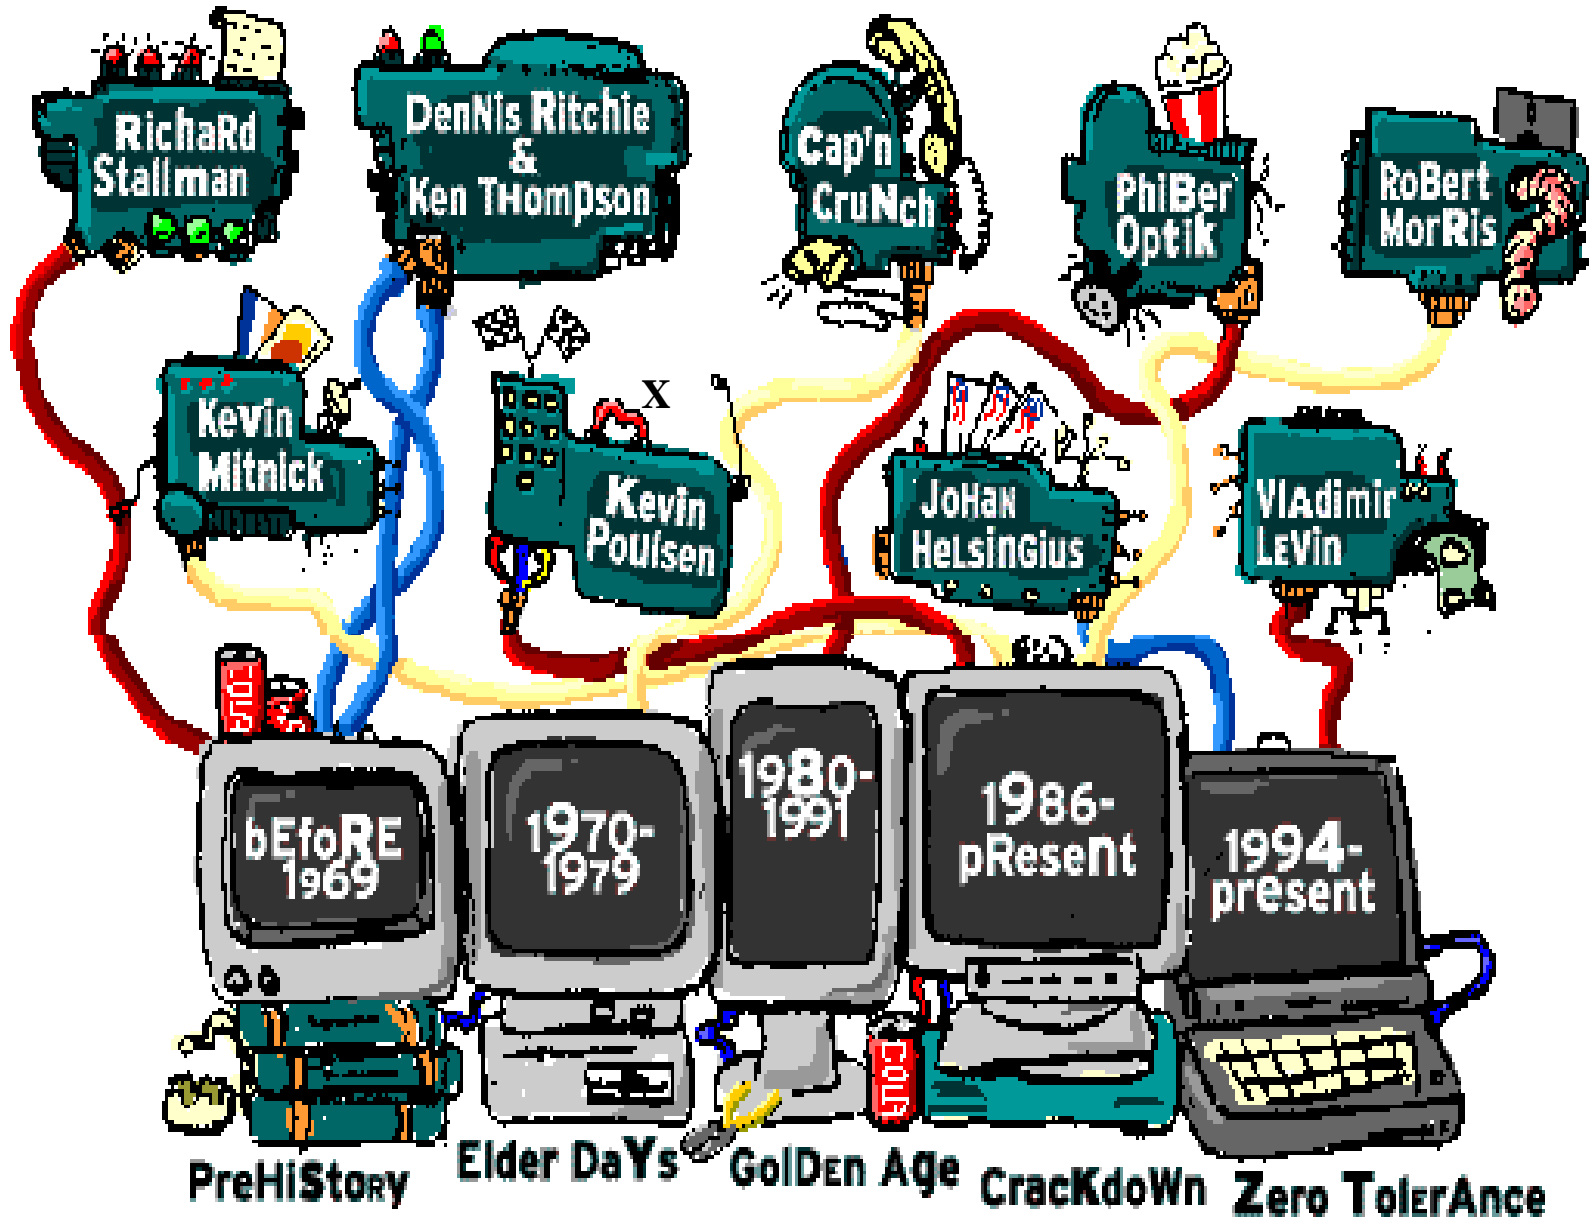 RichaRd
Stallman
DenNis Ritchie
&
Ken THompson
Cap'n
CruNch
PhiBer
Optik
RoBert
MorRis
Kevin
Mitnick
X
Kevin
Poulsen
JoHaN
HeLsinGius
VlAdimir
LeVin
bEfoRE
1969
1970-
1979
1980-
1991
1986-
pResent
1994-
present
PreHiStoRy
Elder DaYs
GolDEn Age
CracKdoWn
Zero TolErAnce